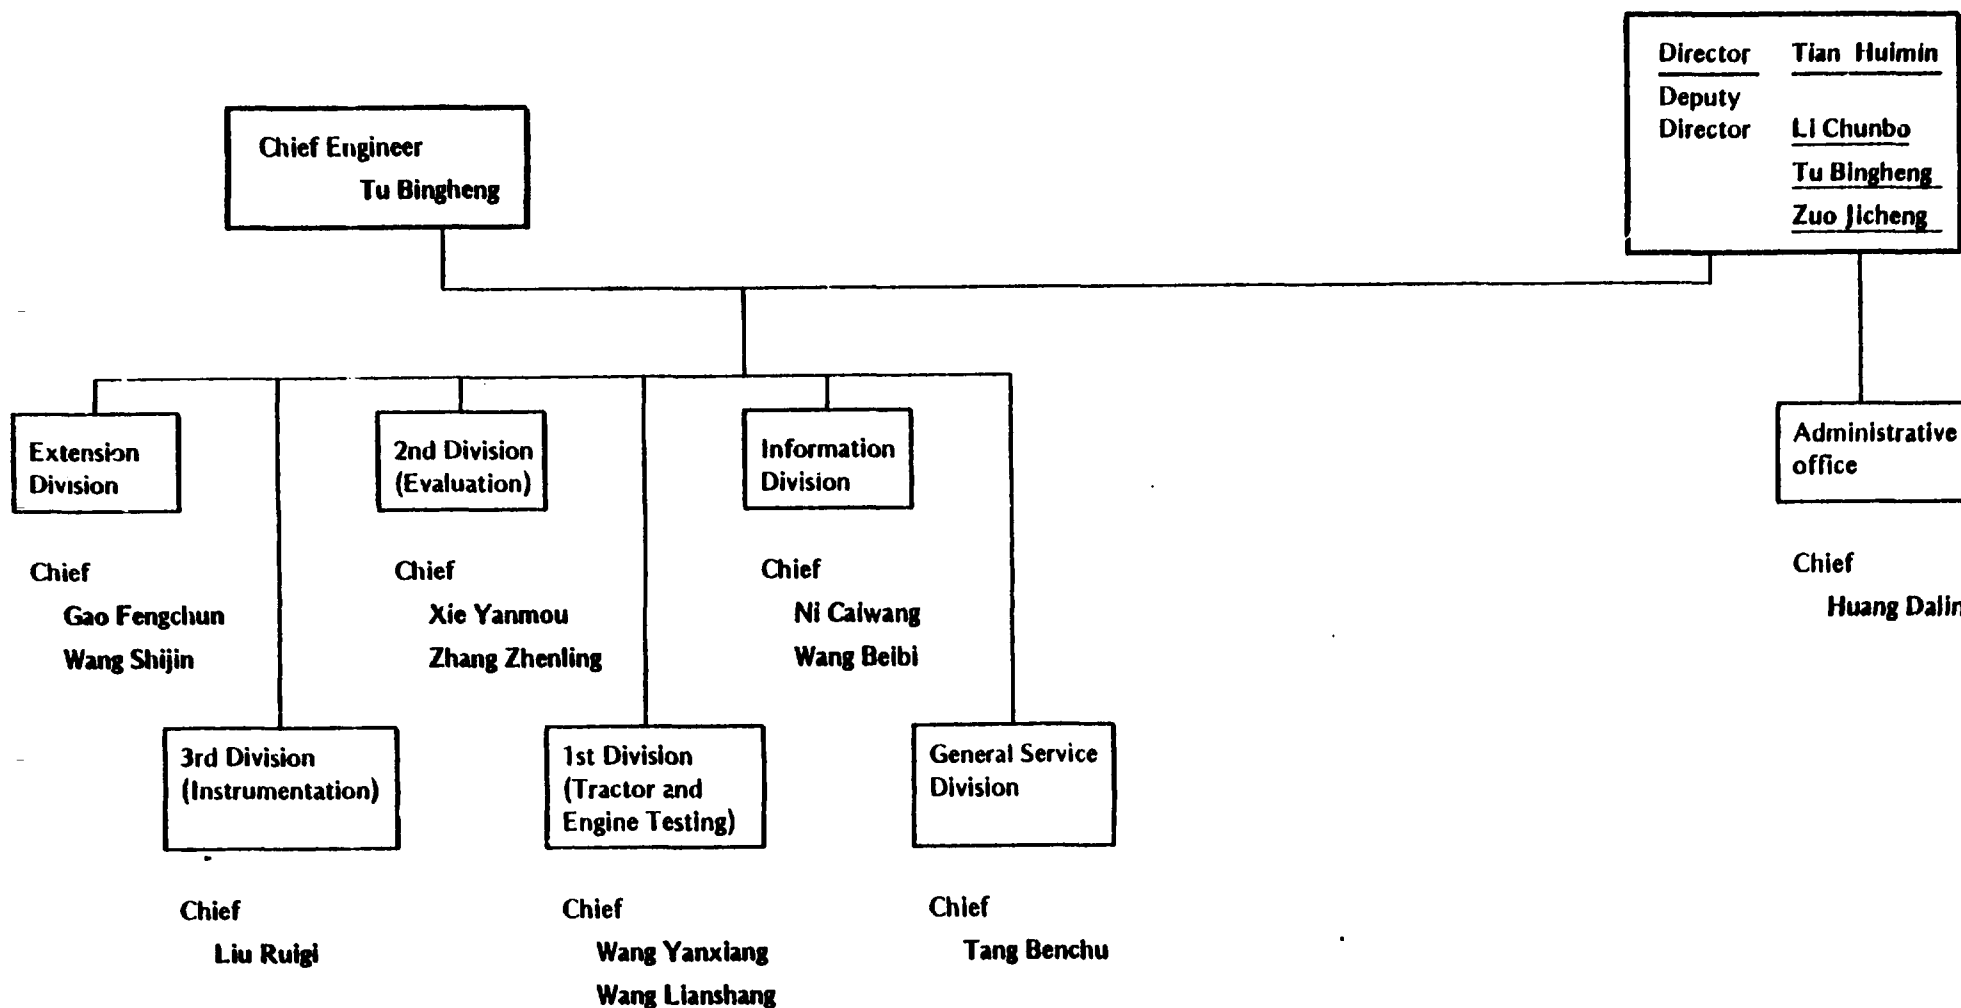 Director Tian Huimin
Deputy
Director Li Chunbo
Tu Bingheng
Zuo Jicheng
Chief Engineer
Tu Bingheng
Extension
Division
Chief
Gao Fengchun
Wang Shijin
2nd Division
(Evaluation)
Chief
Xie Yanmou
Zhang Zhenling
Information
Division
Chief
Ni Caiwang
Wang Beibi
Administrative
office
Chief
Huang Dalin
3rd Division
(Instrumentation)
Chief
Liu Ruigi
1st Division
(Tractor and
Engine Testing)
Chief
Wang Yanxiang
Wang Lianshang
General Service
Division
Chief
Tang Benchu